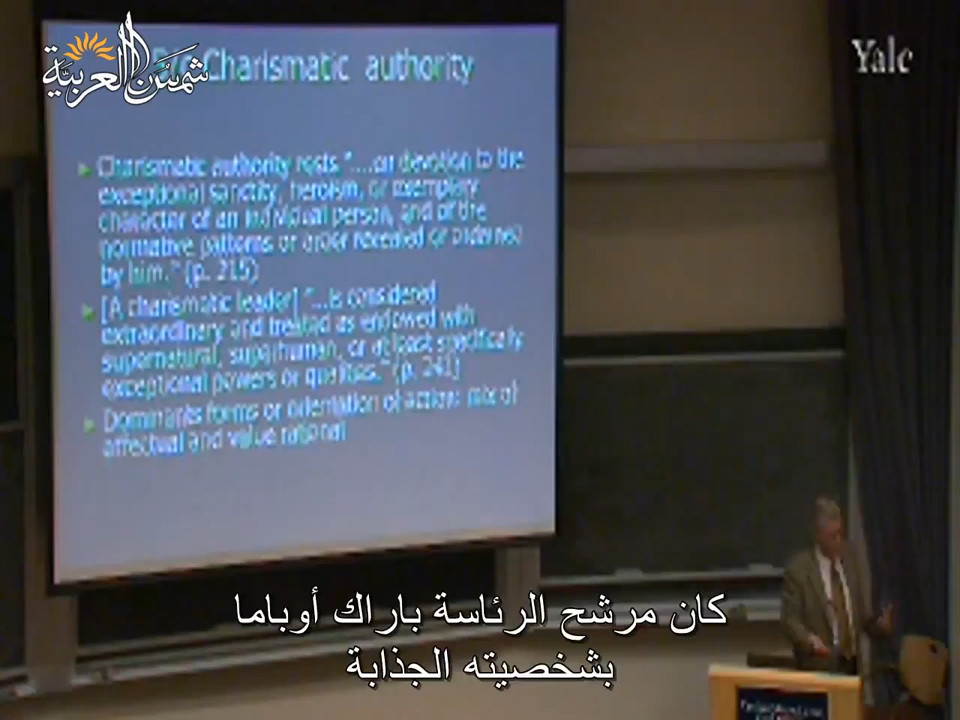 شمس العربية
Charismatic authority
Yale
Charismatic authority rests "...on devotion to the
exceptional sanctity, heroism, or exemplary
character of an individual person, and of the
normative patterns or order revealed or ordained
by him." (p. 215)
[A charismatic leader] "...is considered
extraordinary and treated as endowed with
supernatural, superhuman, or at least specifically
exceptional powers or qualities." (p. 241)
Dominants forms or orientation of action: mix of
affectual and value rational
كان مرشح الرئاسة باراك أوباما
بشخصيته الجذابة